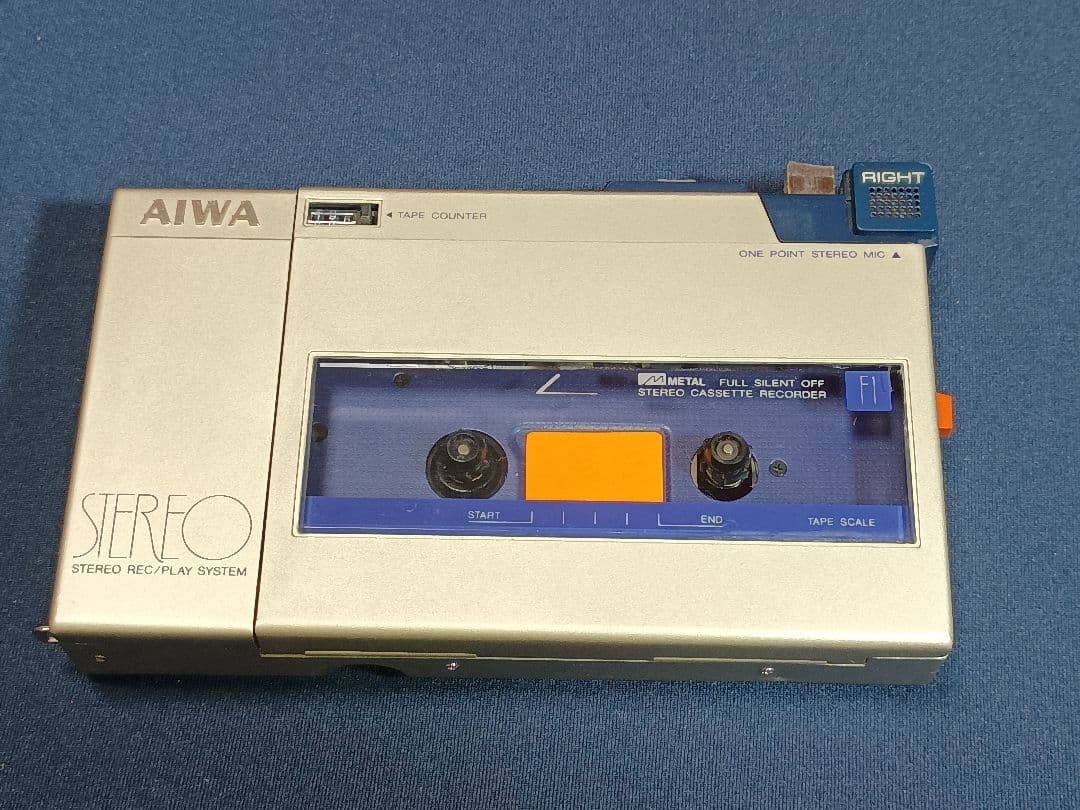 AIWA
◀ TAPE COUNTER
RIGHT
ONE POINT STEREO MIC ▲
METAL FULL SILENT OFF
STEREO CASSETTE RECORDER
F1
START
END
TAPE SCALE
STEREO
STEREO REC/PLAY SYSTEM